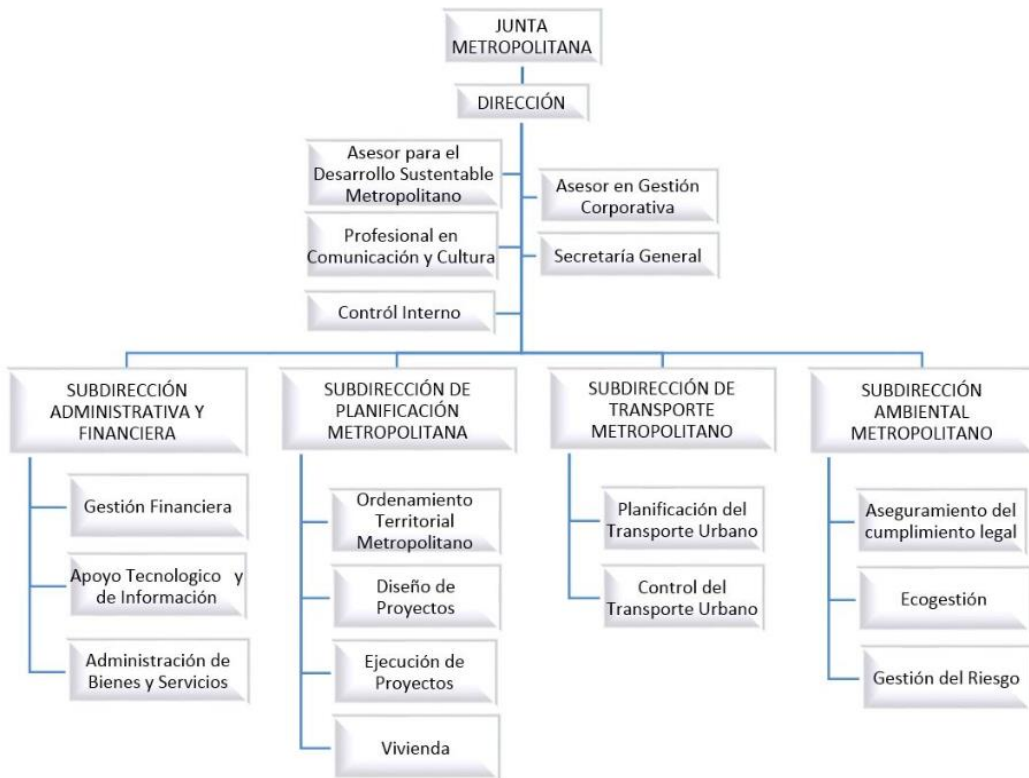 JUNTA
METROPOLITANA
DIRECCIÓN
Asesor para el
Desarrollo Sustentable
Metropolitano
Asesor en Gestión
Corporativa
Profesional en
Comunicación y Cultura
Secretaría General
Contról Interno
SUBDIRECCIÓN
ADMINISTRATIVA Y
FINANCIERA
Gestión Financiera
Apoyo Tecnologico y
de Información
Administración de
Bienes y Servicios
SUBDIRECCIÓN DE
PLANIFICACIÓN
METROPOLITANA
Ordenamiento
Territorial
Metropolitano
Diseño de
Proyectos
Ejecución de
Proyectos
Vivienda
SUBDIRECCIÓN DE
TRANSPORTE
METROPOLITANO
Planificación del
Transporte Urbano
Control del
Transporte Urbano
SUBDIRECCIÓN
AMBIENTAL
METROPOLITANO
Aseguramiento del
cumplimiento legal
Ecogestión
Gestión del Riesgo